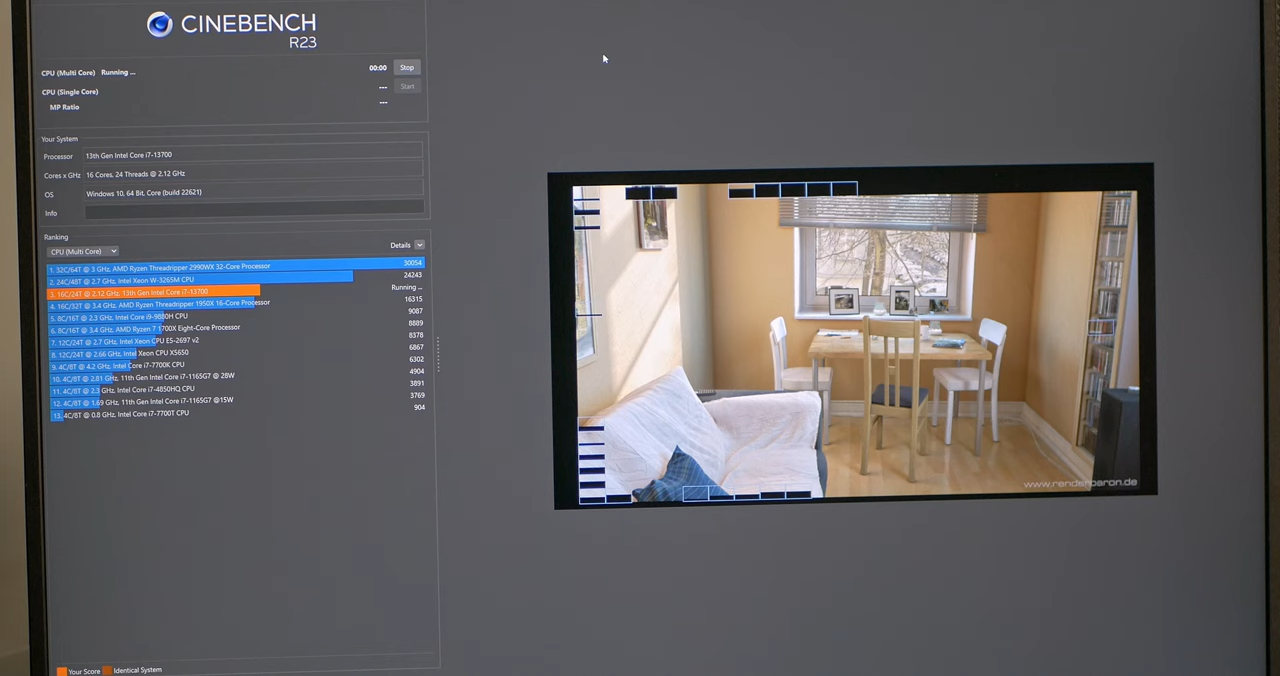 CINEBENCH
R23
CPU (Multi Core) Running ... 00:00 Stop
CPU (Single Core) --- Start
MP Ratio ---
Your System
Processor 13th Gen Intel Core i7-13700
Cores x GHz 16 Cores, 24 Threads @ 2.12 GHz
OS Windows 10, 64 Bit, Core (build 22621)
Info
Ranking
CPU (Multi Core) Details
1. 32C/64T @ 3 GHz, AMD Ryzen Threadripper 2990WX 32-Core Processor 30054
2. 24C/48T @ 2.7 GHz, Intel Xeon W-3265M CPU 24243
3. 16C/24T @ 2.12 GHz, 13th Gen Intel Core i7-13700 Running ...
4. 16C/32T @ 3.4 GHz, AMD Ryzen Threadripper 1950X 16-Core Processor 16315
5. 8C/16T @ 2.3 GHz, Intel Core i9-9880H CPU 9087
6. 8C/16T @ 3.4 GHz, AMD Ryzen 7 1700X Eight-Core Processor 8889
7. 12C/24T @ 2.7 GHz, Intel Xeon CPU E5-2697 v2 8378
8. 12C/24T @ 2.66 GHz, Intel Xeon CPU X5650 6867
9. 4C/8T @ 4.2 GHz, Intel Core i7-7700K CPU 6302
10. 4C/8T @ 2.81 GHz, 11th Gen Intel Core i7-1165G7 @ 28W 4904
11. 4C/8T @ 2.3 GHz, Intel Core i7-4850HQ CPU 3891
12. 4C/8T @ 1.69 GHz, 11th Gen Intel Core i7-1165G7 @15W 3769
13. 4C/8T @ 0.8 GHz, Intel Core i7-7700T CPU 904
Your Score Identical System
www.renderbaron.de